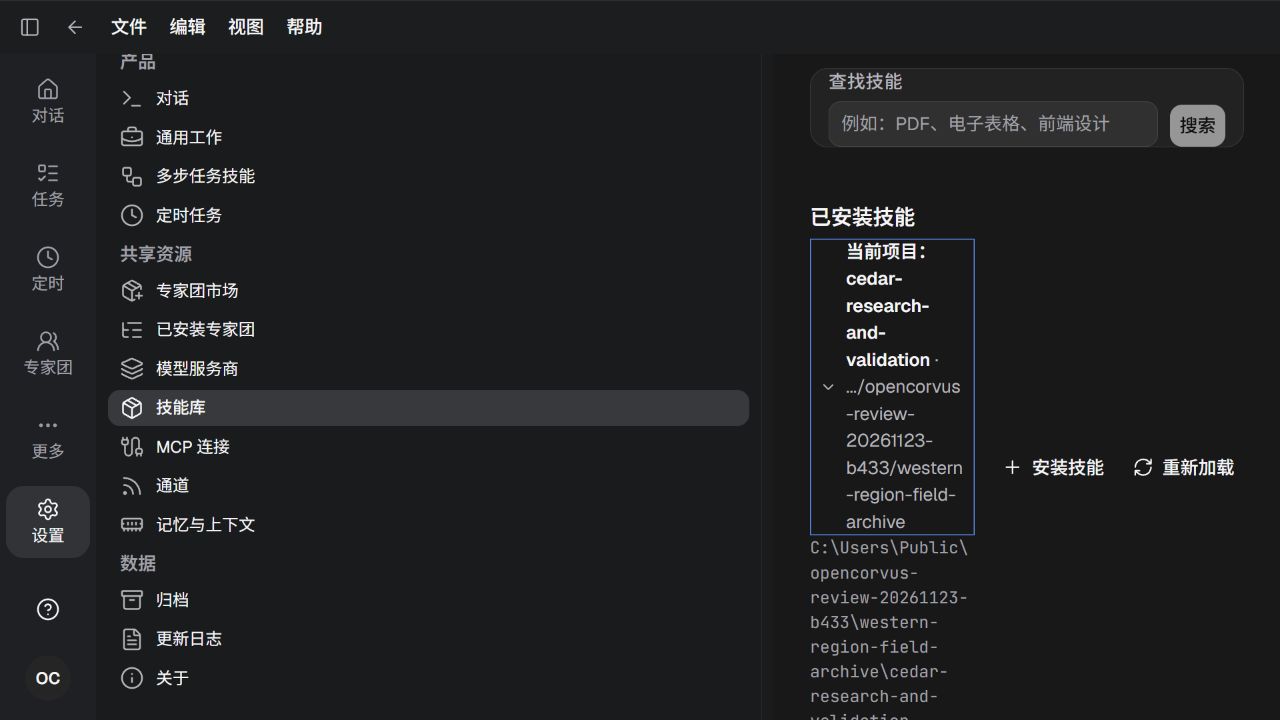 文件 编辑 视图 帮助
对话
任务
定时
专家团
更多
设置
OC
产品
对话
通用工作
多步任务技能
定时任务
共享资源
专家团市场
已安装专家团
模型服务商
技能库
MCP 连接
通道
记忆与上下文
数据
归档
更新日志
关于
查找技能
例如：PDF、电子表格、前端设计
搜索
已安装技能
当前项目：
cedar-
research-
and-
validation ·
.../opencorvus
-review-
20261123-
b433/western
-region-field-
archive
安装技能
重新加载
C:\Users\Public\
opencorvus-
review-20261123-
b433\western-
region-field-
archive\cedar-
research-and-
validation